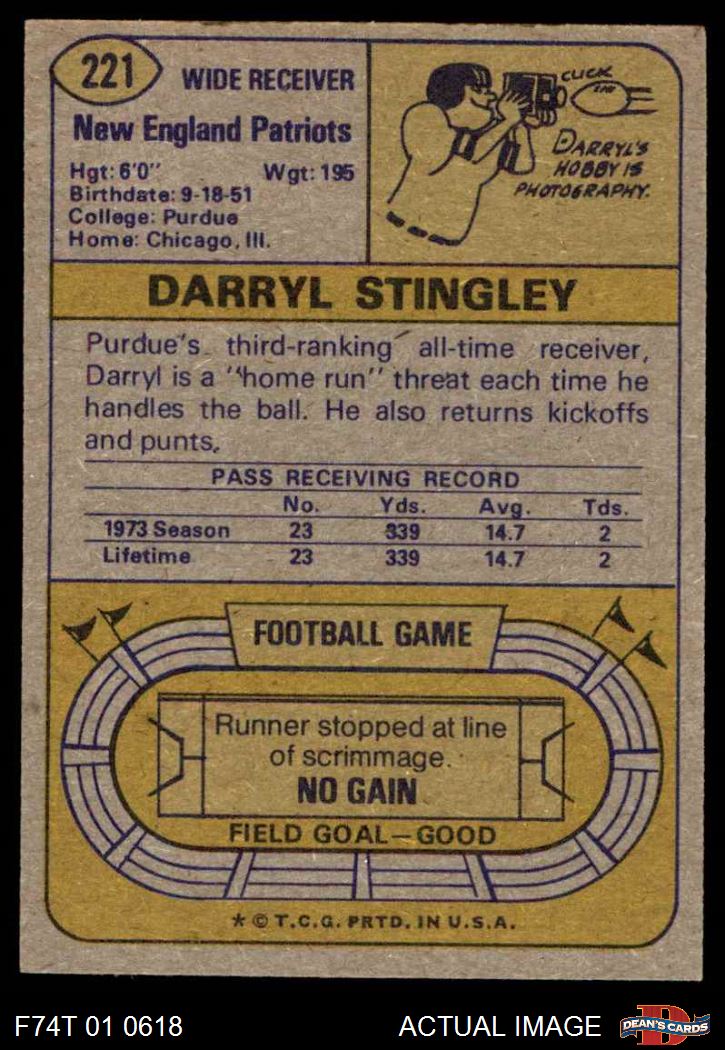 221
WIDE RECEIVER
New England Patriots
Hgt: 6'0" Wgt: 195
Birthdate: 9-18-51
College: Purdue
Home: Chicago, Ill.
CLICK
DARRYL'S
HOBBY IS
PHOTOGRAPHY.
DARRYL STINGLEY
Purdue's third-ranking all-time receiver,
Darryl is a "home run" threat each time he
handles the ball. He also returns kickoffs
and punts.
PASS RECEIVING RECORD
No. Yds. Avg. Tds.
1973 Season 23 339 14.7 2
Lifetime 23 339 14.7 2
FOOTBALL GAME
Runner stopped at line
of scrimmage.
NO GAIN
FIELD GOAL—GOOD
* © T.C.G. PRTD. IN U.S.A.
F74T 01 0618 ACTUAL IMAGE
DEAN'S CARDS